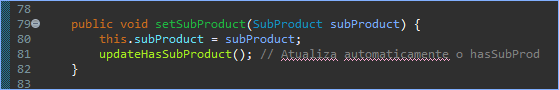 78
79 public void setSubProduct(SubProduct subProduct) {
80 this.subProduct = subProduct;
81 updateHasSubProduct(); // Atualiza automaticamente o hasSubProd
82 }
83